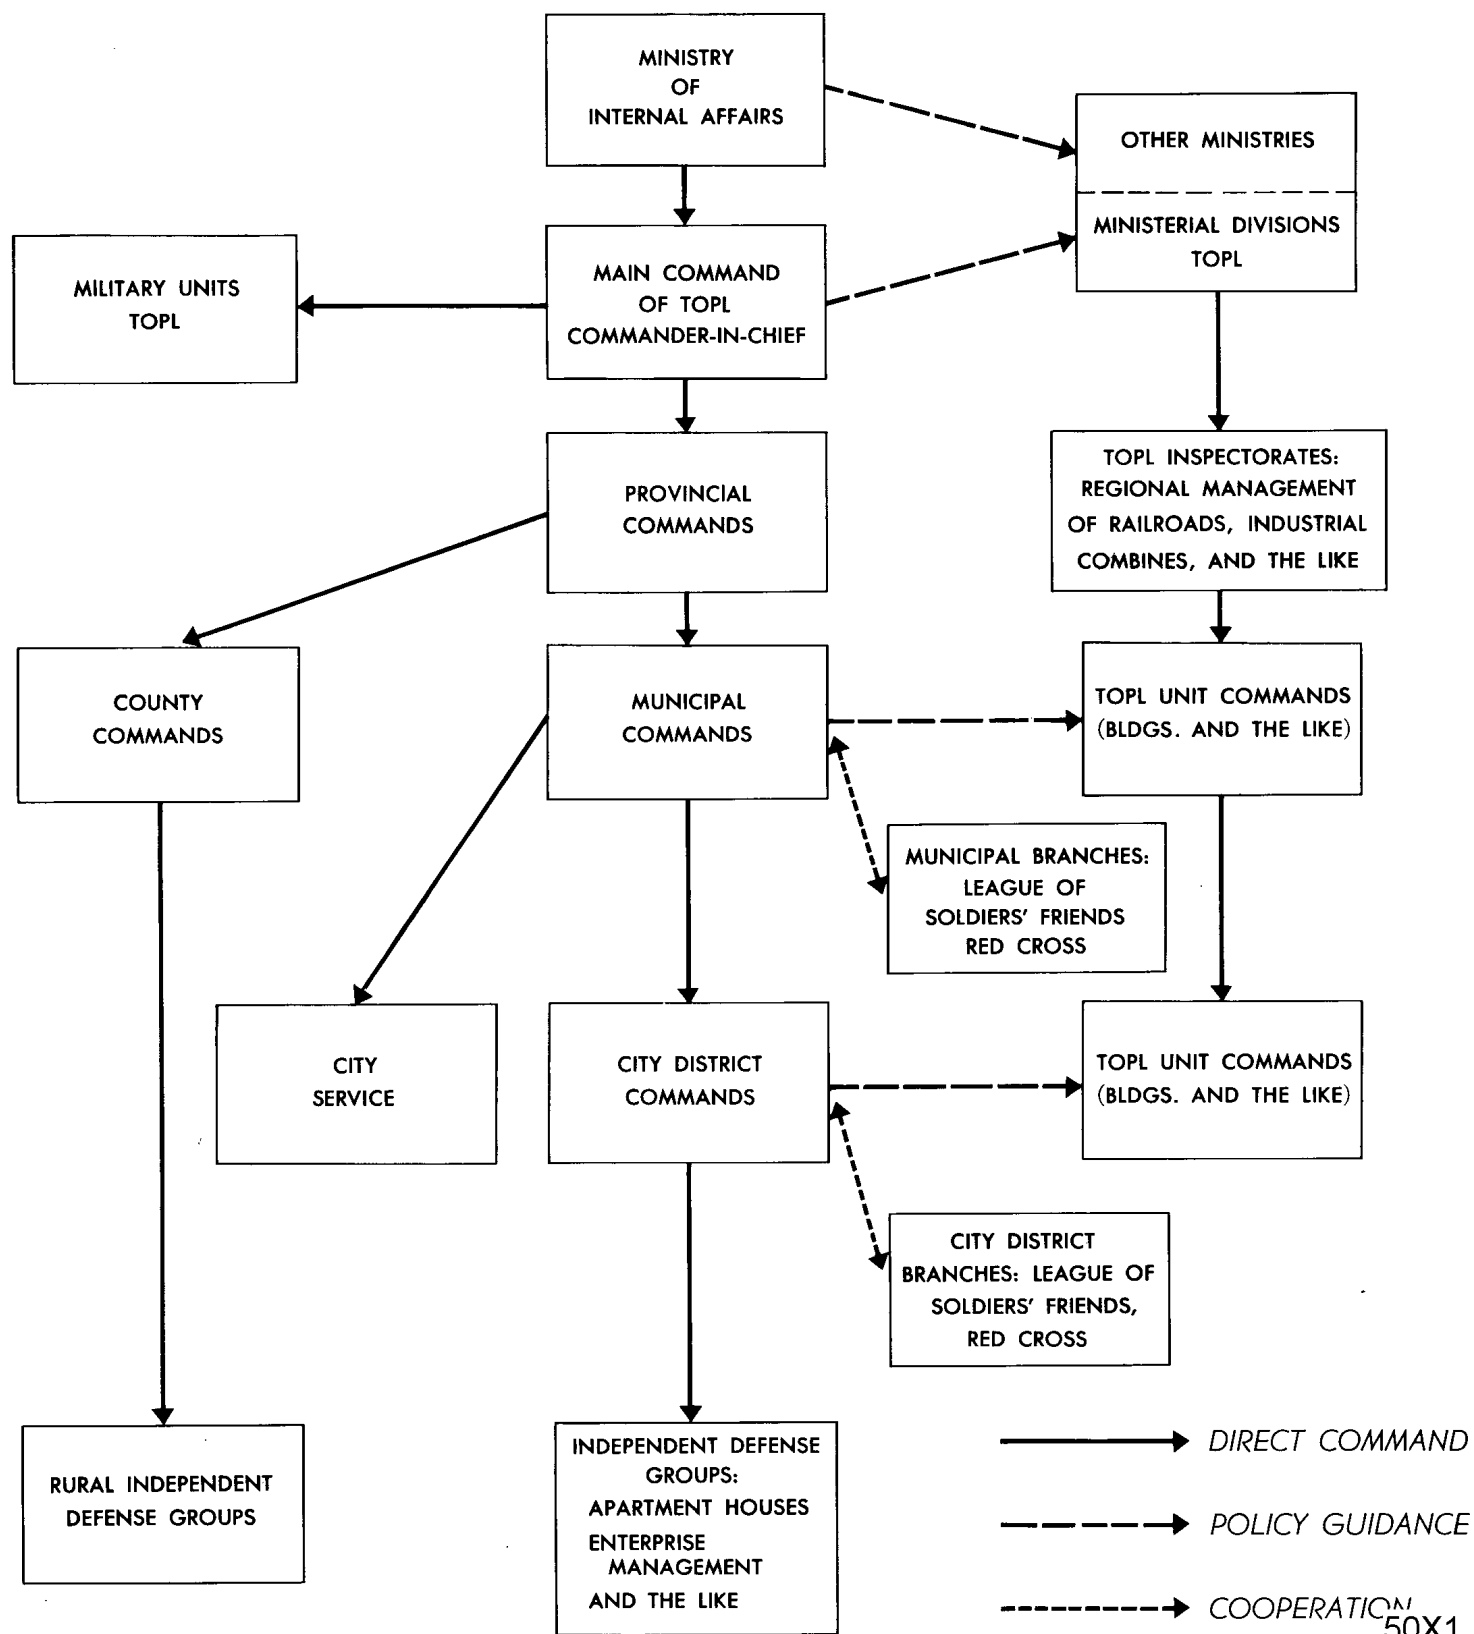 MINISTRY
OF
INTERNAL AFFAIRS
OTHER MINISTRIES
MINISTERIAL DIVISIONS
TOPL
MILITARY UNITS
TOPL
MAIN COMMAND
OF TOPL
COMMANDER-IN-CHIEF
PROVINCIAL
COMMANDS
TOPL INSPECTORATES:
REGIONAL MANAGEMENT
OF RAILROADS, INDUSTRIAL
COMBINES, AND THE LIKE
COUNTY
COMMANDS
MUNICIPAL
COMMANDS
TOPL UNIT COMMANDS
(BLDGS. AND THE LIKE)
MUNICIPAL BRANCHES:
LEAGUE OF
SOLDIERS' FRIENDS
RED CROSS
CITY
SERVICE
CITY DISTRICT
COMMANDS
TOPL UNIT COMMANDS
(BLDGS. AND THE LIKE)
CITY DISTRICT
BRANCHES: LEAGUE OF
SOLDIERS' FRIENDS,
RED CROSS
RURAL INDEPENDENT
DEFENSE GROUPS
INDEPENDENT DEFENSE
GROUPS:
APARTMENT HOUSES
ENTERPRISE
MANAGEMENT
AND THE LIKE
DIRECT COMMAND
POLICY GUIDANCE
COOPERATION
50X1